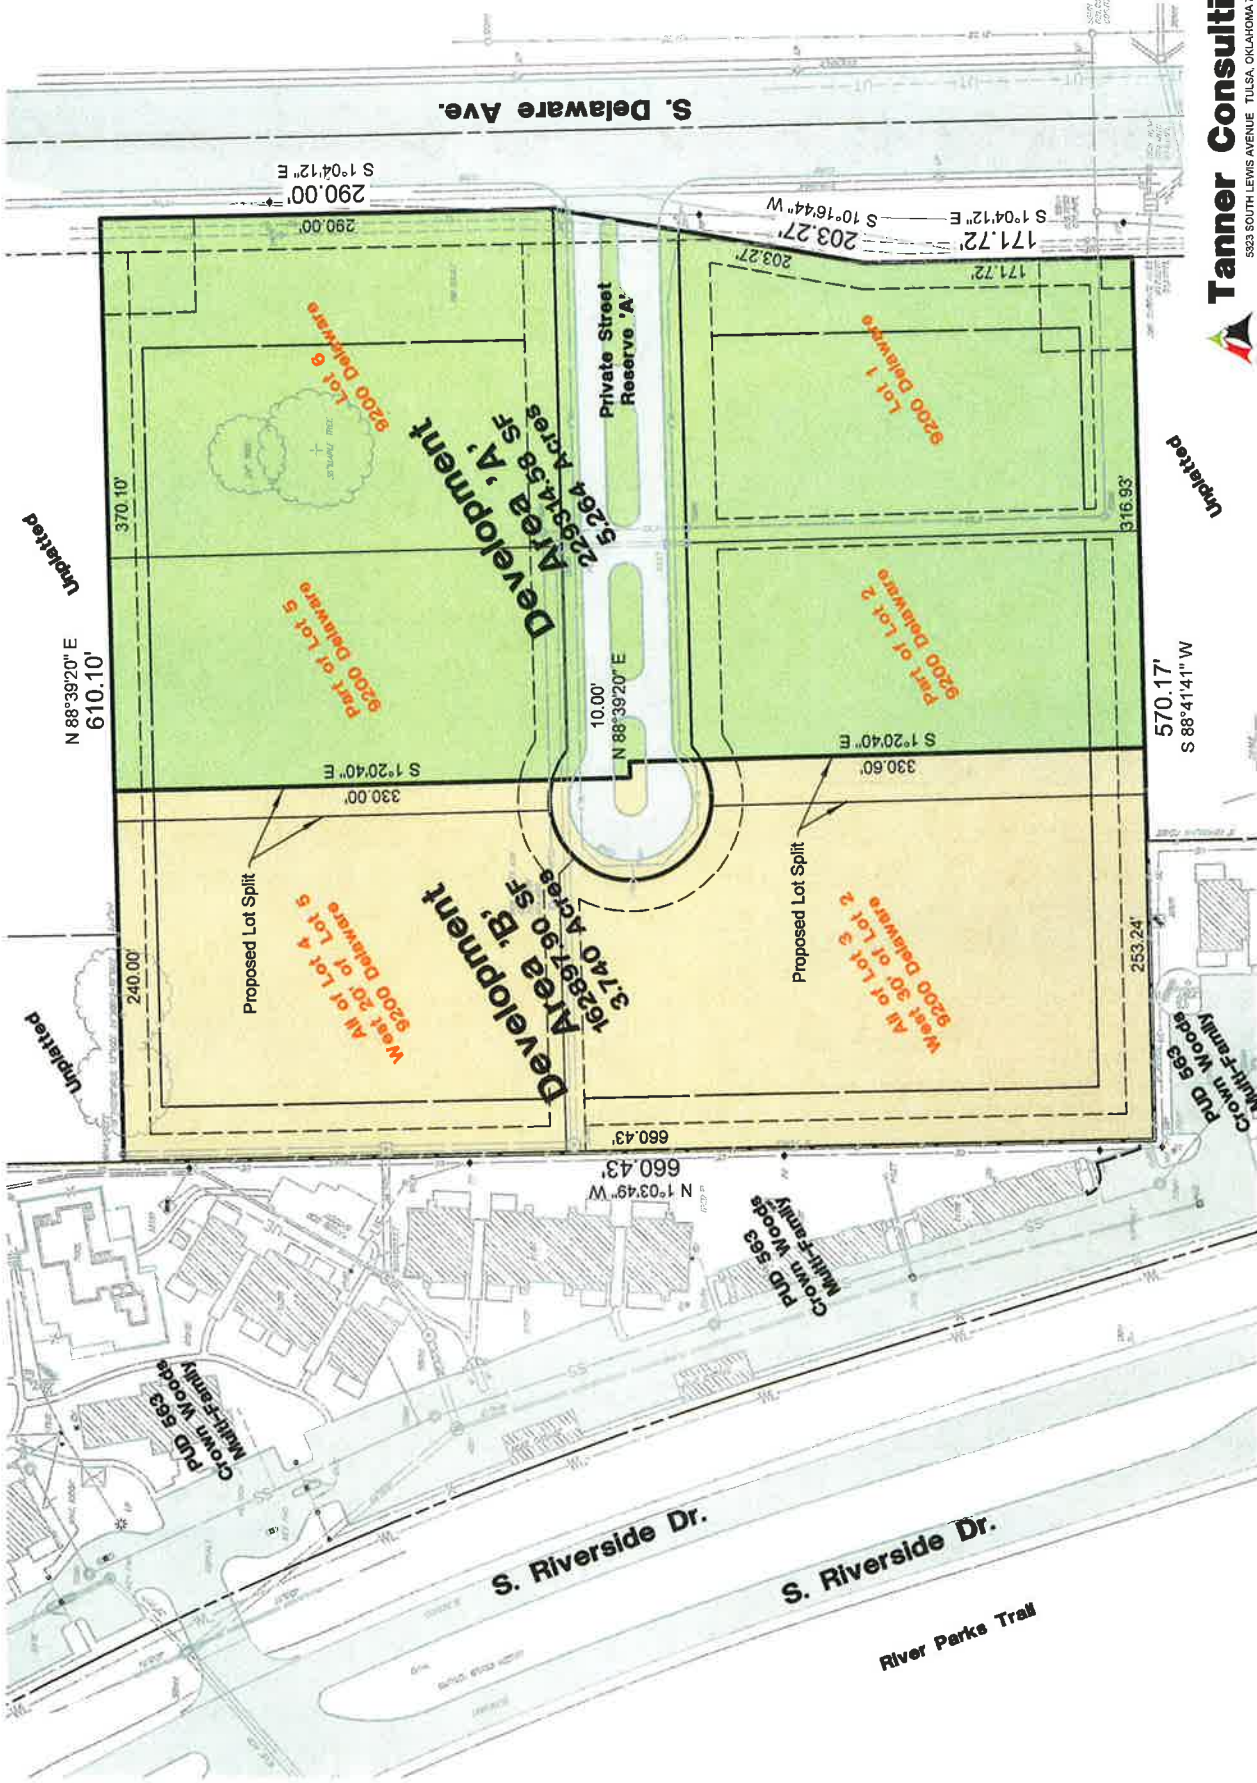 S. Delaware Ave.
290.00'
S 1°04'12" E
290.00'
S 10°16'44" W
203.27'
203.27'
S 1°04'12" E
171.72'
171.72'
Unplatted
N 88°39'20" E
610.10'
370.10'
240.00'
Unplatted
Lot 6
9200 Delaware
Part of Lot 5
9200 Delaware
Development
Area 'A'
229314.58 SF
5.264 Acres
Private Street
Reserve 'A'
Lot 1
9200 Delaware
Part of Lot 2
9200 Delaware
Unplatted
316.93'
570.17'
S 88°41'41" W
253.24'
10.00'
N 88°39'20" E
S 1°20'40" E
330.00'
S 1°20'40" E
330.60'
Proposed Lot Split
Proposed Lot Split
All of Lot 4
West 20' of Lot 5
9200 Delaware
Development
Area 'B'
162897.90 SF
3.740 Acres
All of Lot 3
West 30' of Lot 2
9200 Delaware
660.43'
660.43'
N 1°03'49" W
PUD 563
Crown Woods
Multi-Family
PUD 563
Crown Woods
Multi-Family
PUD 563
Crown Woods
Multi-Family
S. Riverside Dr.
S. Riverside Dr.
River Parks Trail
Tanner Consulti
5323 SOUTH LEWIS AVENUE TULSA, OKLAHOMA